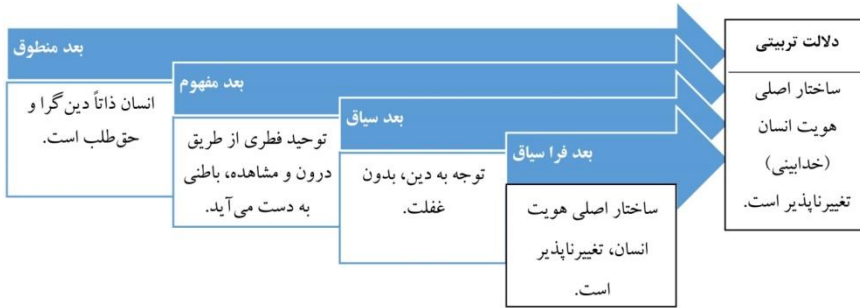 بعد منطوق
انسان ذاتاً دین‌گرا و
حق‌طلب است.
بعد مفهوم
توحید فطری از طریق
درون و مشاهده، باطنی
به دست می‌آید.
بعد سیاق
توجه به دین، بدون
غفلت.
بعد فرا سیاق
ساختار اصلی هویت
انسان، تغییرناپذیر
است.
دلالت تربیتی
ساختار اصلی
هویت انسان
(خدابینی)
تغییرناپذیر است.